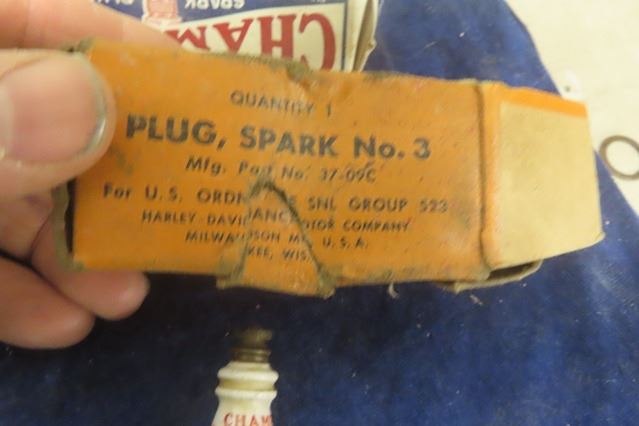 SPARK
CHAM
QUANTITY 1
PLUG, SPARK No. 3
Mfg. Part No. 37-09C
For U.S. ORDNANCE SNL GROUP 523
HARLEY DAVIDSON MOTOR COMPANY
MILWAUKEE, WIS. U.S.A.
CHAM